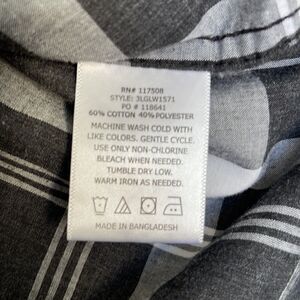 RN# 117508
STYLE: 3LGLW1571
PO # 118641
60% COTTON 40% POLYESTER
MACHINE WASH COLD WITH
LIKE COLORS. GENTLE CYCLE.
USE ONLY NON-CHLORINE
BLEACH WHEN NEEDED.
TUMBLE DRY LOW.
WARM IRON AS NEEDED.
MADE IN BANGLADESH